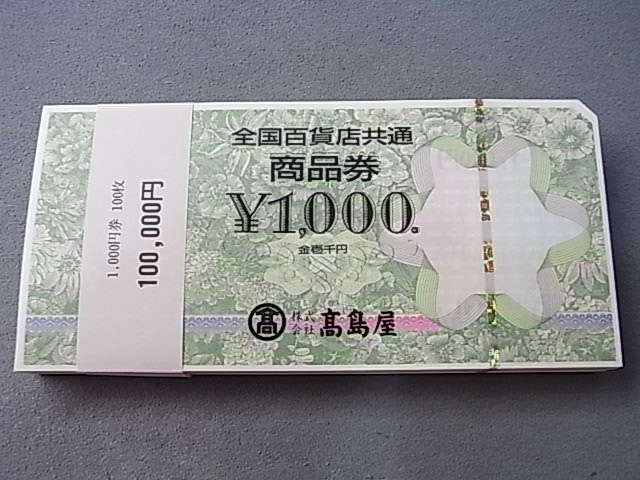 1,000円券 100枚
100,000円
全国百貨店共通
商品券
¥1,000.
金壱千円
髙 株式会社 髙島屋